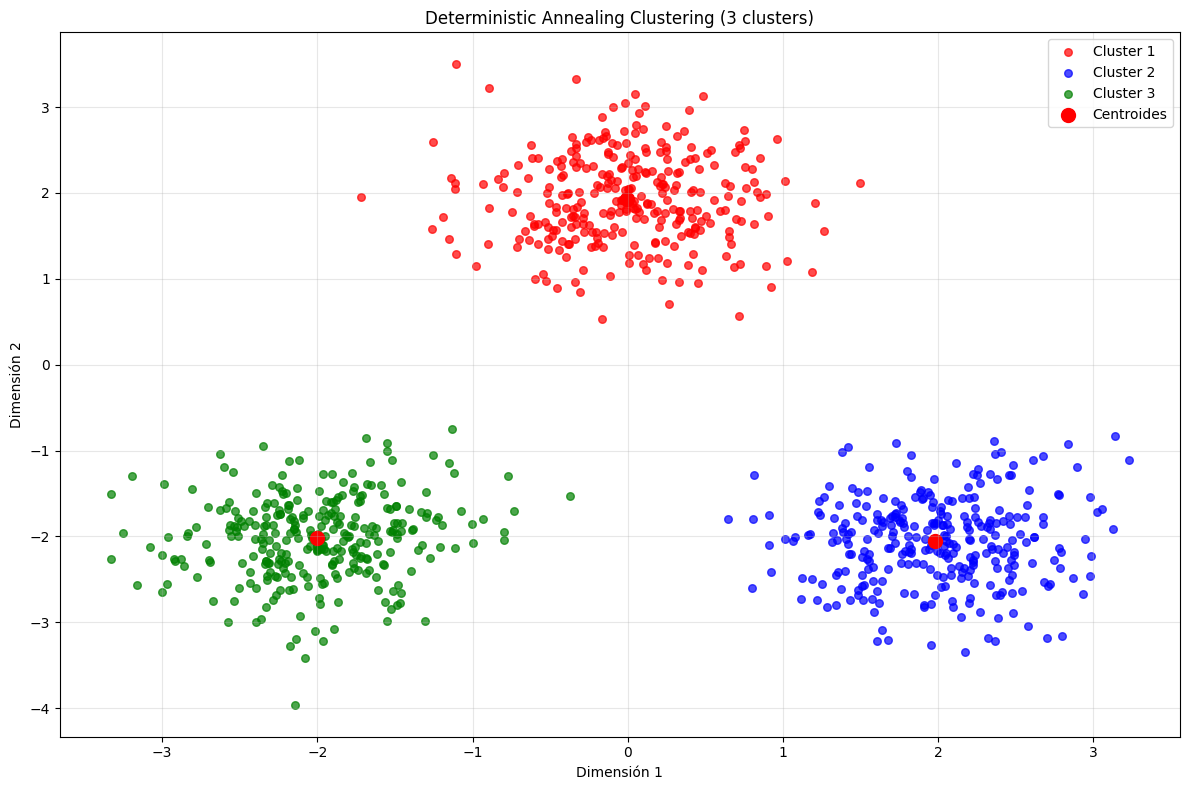 Deterministic Annealing Clustering (3 clusters)
Cluster 1
Cluster 2
Cluster 3
Centroides
3
2
1
0
−1
−2
−3
−4
Dimensión 2
−3
−2
−1
0
1
2
3
Dimensión 1